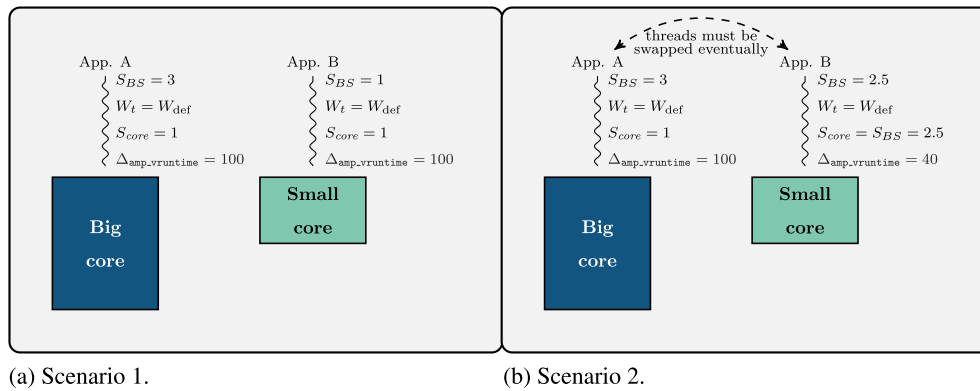 App. A
S_BS = 3
W_t = W_def
S_core = 1
Δ_amp_vruntime = 100
Big
core
App. B
S_BS = 1
W_t = W_def
S_core = 1
Δ_amp_vruntime = 100
Small
core
(a) Scenario 1.
threads must be
swapped eventually
App. A
S_BS = 3
W_t = W_def
S_core = 1
Δ_amp_vruntime = 100
Big
core
App. B
S_BS = 2.5
W_t = W_def
S_core = S_BS = 2.5
Δ_amp_vruntime = 40
Small
core
(b) Scenario 2.